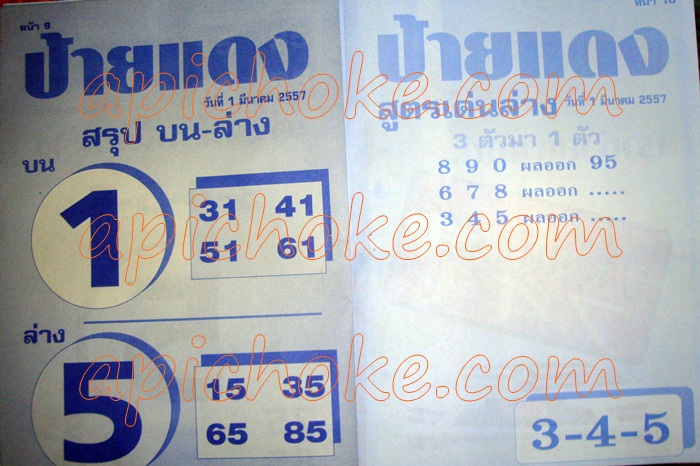 หน้า 9
ป้ายแดง
วันที่ 1 มีนาคม 2557
สรุป บน-ล่าง
บน
1
31 41
51 61
ล่าง
5
15 35
65 85
หน้า 10
ป้ายแดง
สูตรเด่นล่าง วันที่ 1 มีนาคม 2557
3 ตัวมา 1 ตัว
8 9 0 ผลออก 95
6 7 8 ผลออก .....
3 4 5 ผลออก .....
3-4-5
apichoke.com
apichoke.com
apichoke.com